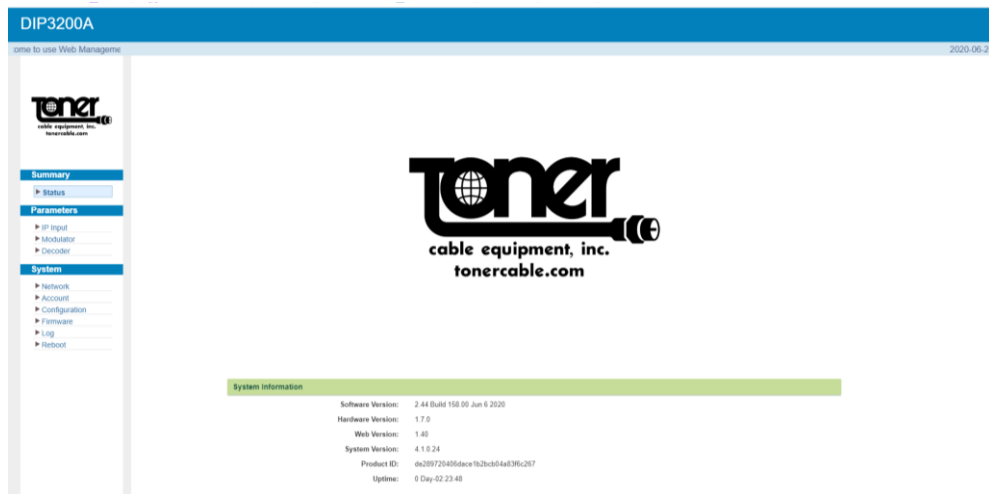 DIP3200A
ome to use Web Manageme
2020-06-2
Toner
cable equipment, inc.
tonercable.com
Summary
Status
Parameters
IP Input
Modulator
Decoder
System
Network
Account
Configuration
Firmware
Log
Reboot
Toner
cable equipment, inc.
tonercable.com
System Information
Software Version: 2.44 Build 158.00 Jun 6 2020
Hardware Version: 1.7.0
Web Version: 1.40
System Version: 4.1.0.24
Product ID: de289720406dace1b2bcb04a83f6c267
Uptime: 0 Day-02:23:48